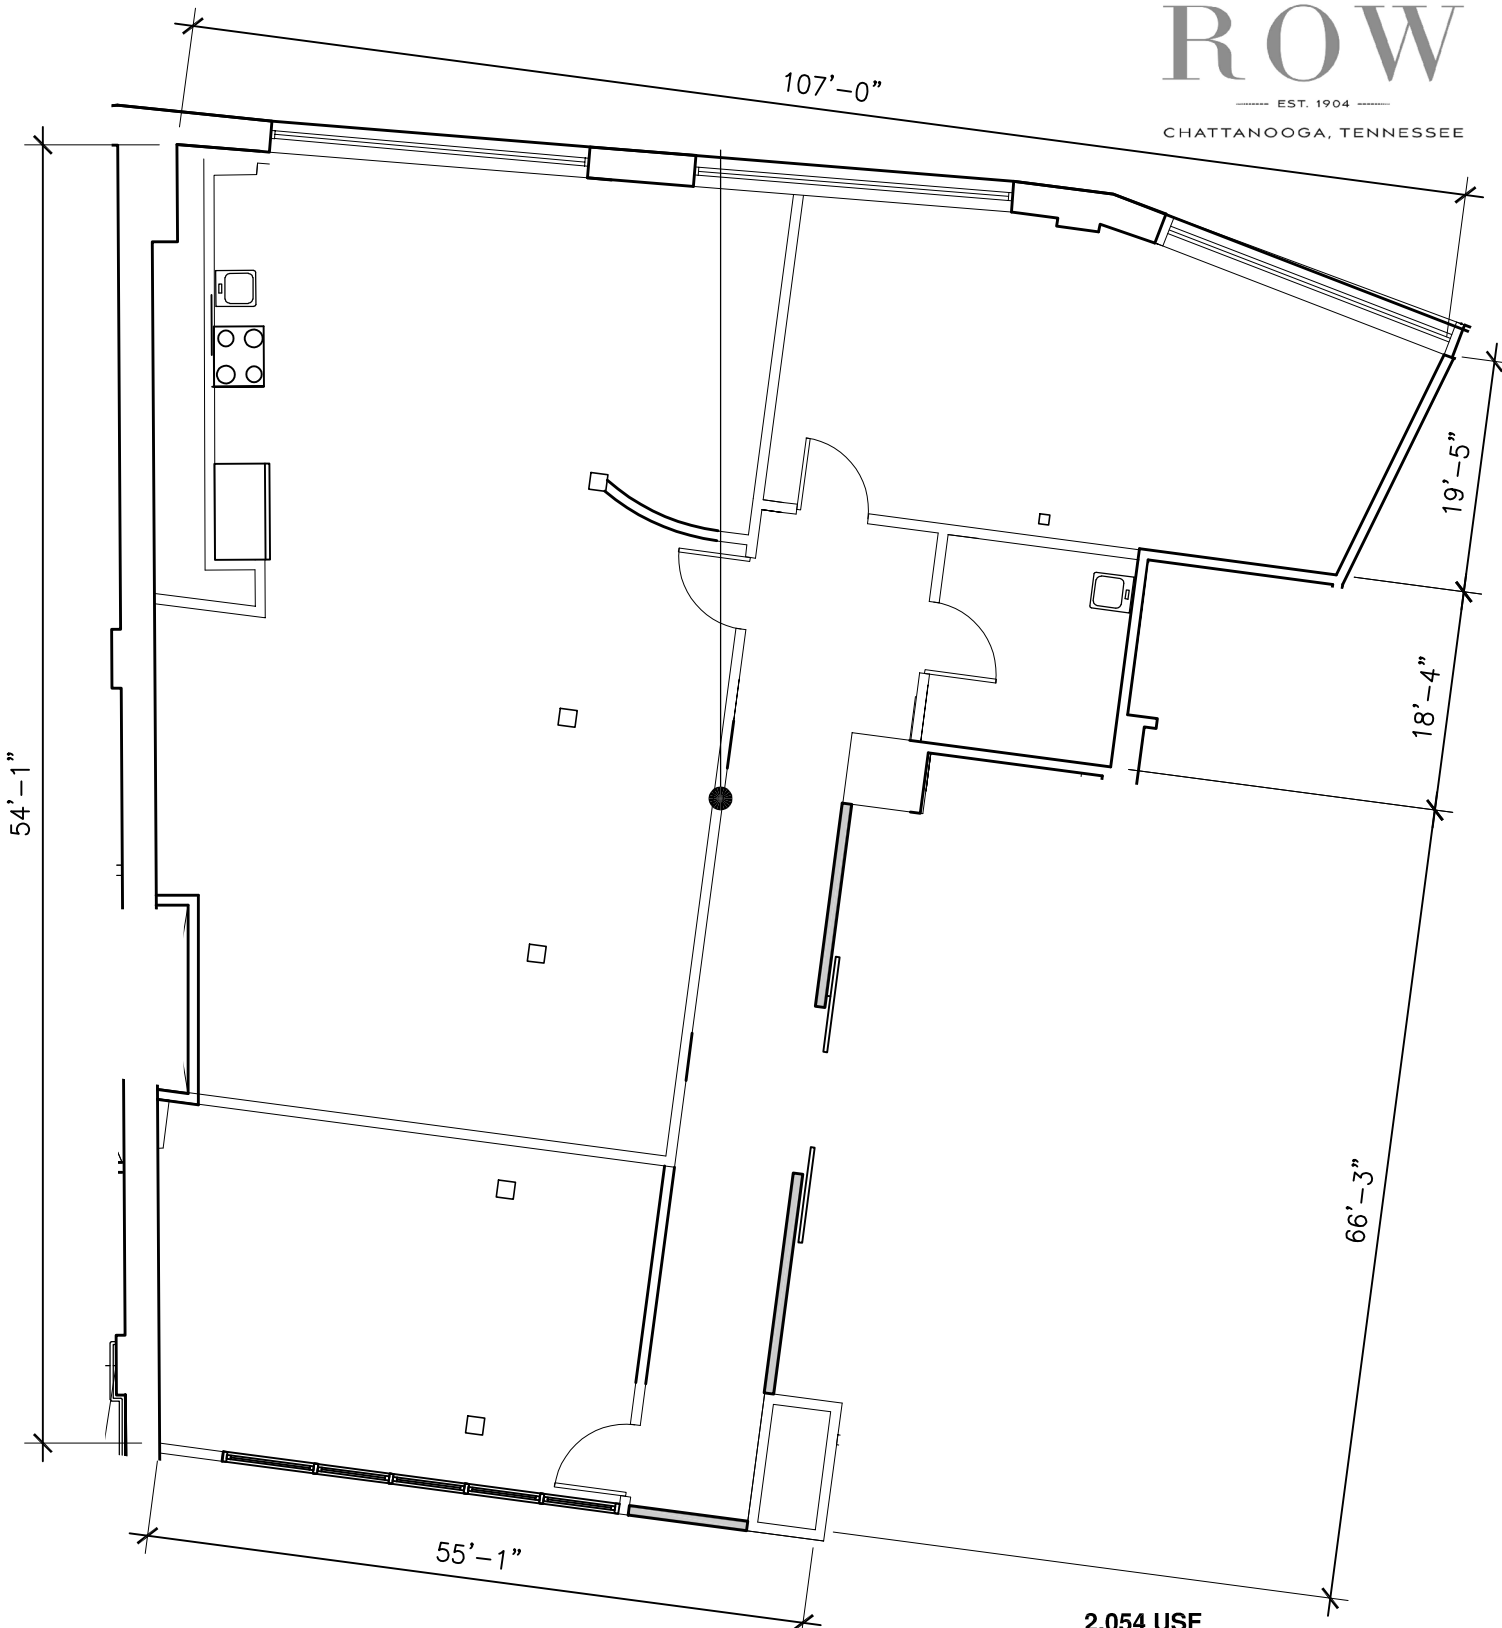 ROW
EST. 1904
CHATTANOOGA, TENNESSEE
107'-0"
19'-5"
18'-4"
54'-1"
66'-3"
55'-1"
2,054 USF